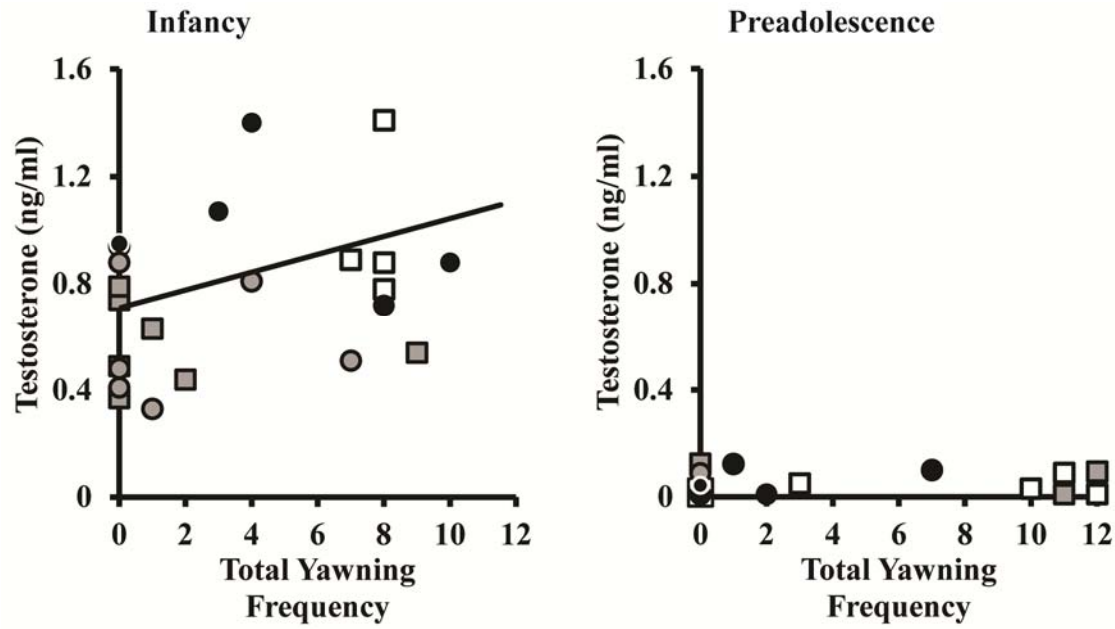 Infancy
Testosterone (ng/ml)
1.6
1.2
0.8
0.4
0
0 2 4 6 8 10 12
Total Yawning
Frequency
Preadolescence
Testosterone (ng/ml)
1.6
1.2
0.8
0.4
0
0 2 4 6 8 10 12
Total Yawning
Frequency